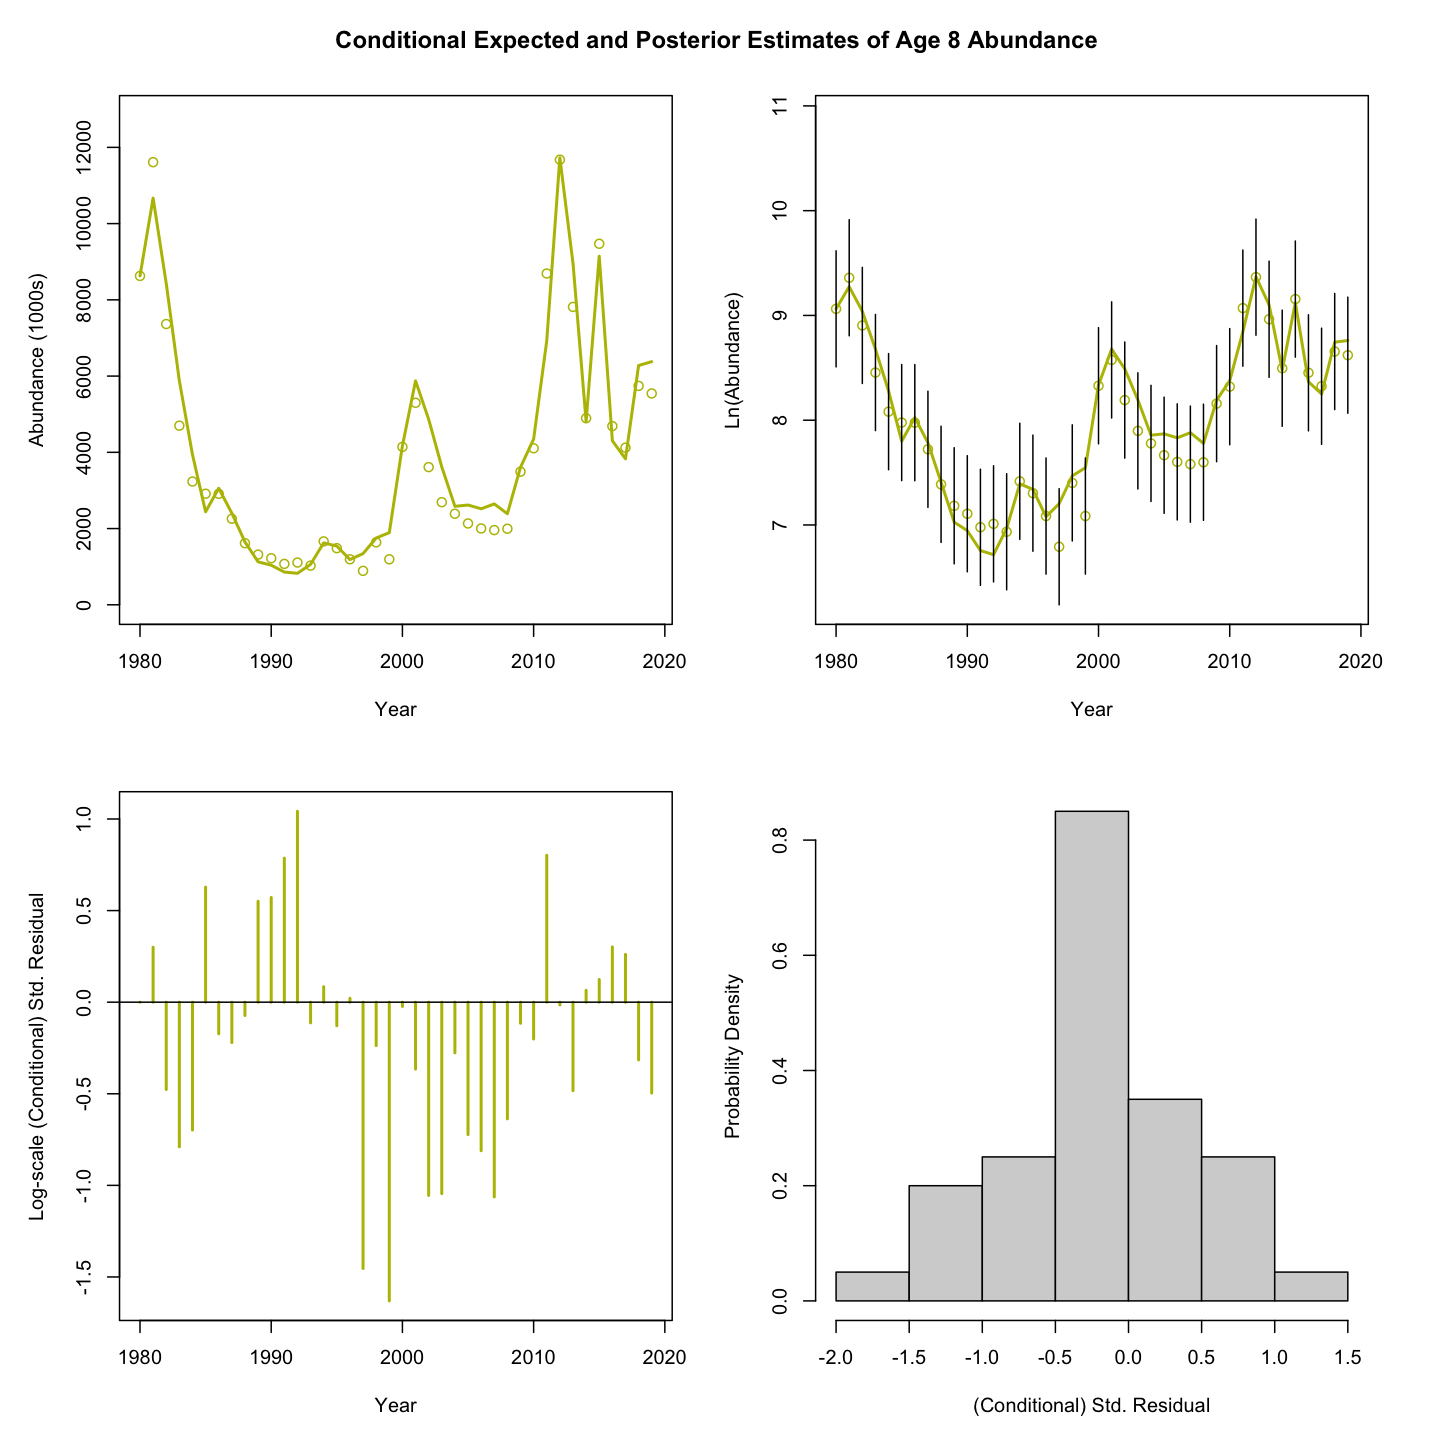 Conditional Expected and Posterior Estimates of Age 8 Abundance
Abundance (1000s)
0 2000 4000 6000 8000 10000 12000
1980 1990 2000 2010 2020
Year
Ln(Abundance)
7 8 9 10 11
1980 1990 2000 2010 2020
Year
Log-scale (Conditional) Std. Residual
-1.5 -1.0 -0.5 0.0 0.5 1.0
1980 1990 2000 2010 2020
Year
Probability Density
0.0 0.2 0.4 0.6 0.8
-2.0 -1.5 -1.0 -0.5 0.0 0.5 1.0 1.5
(Conditional) Std. Residual